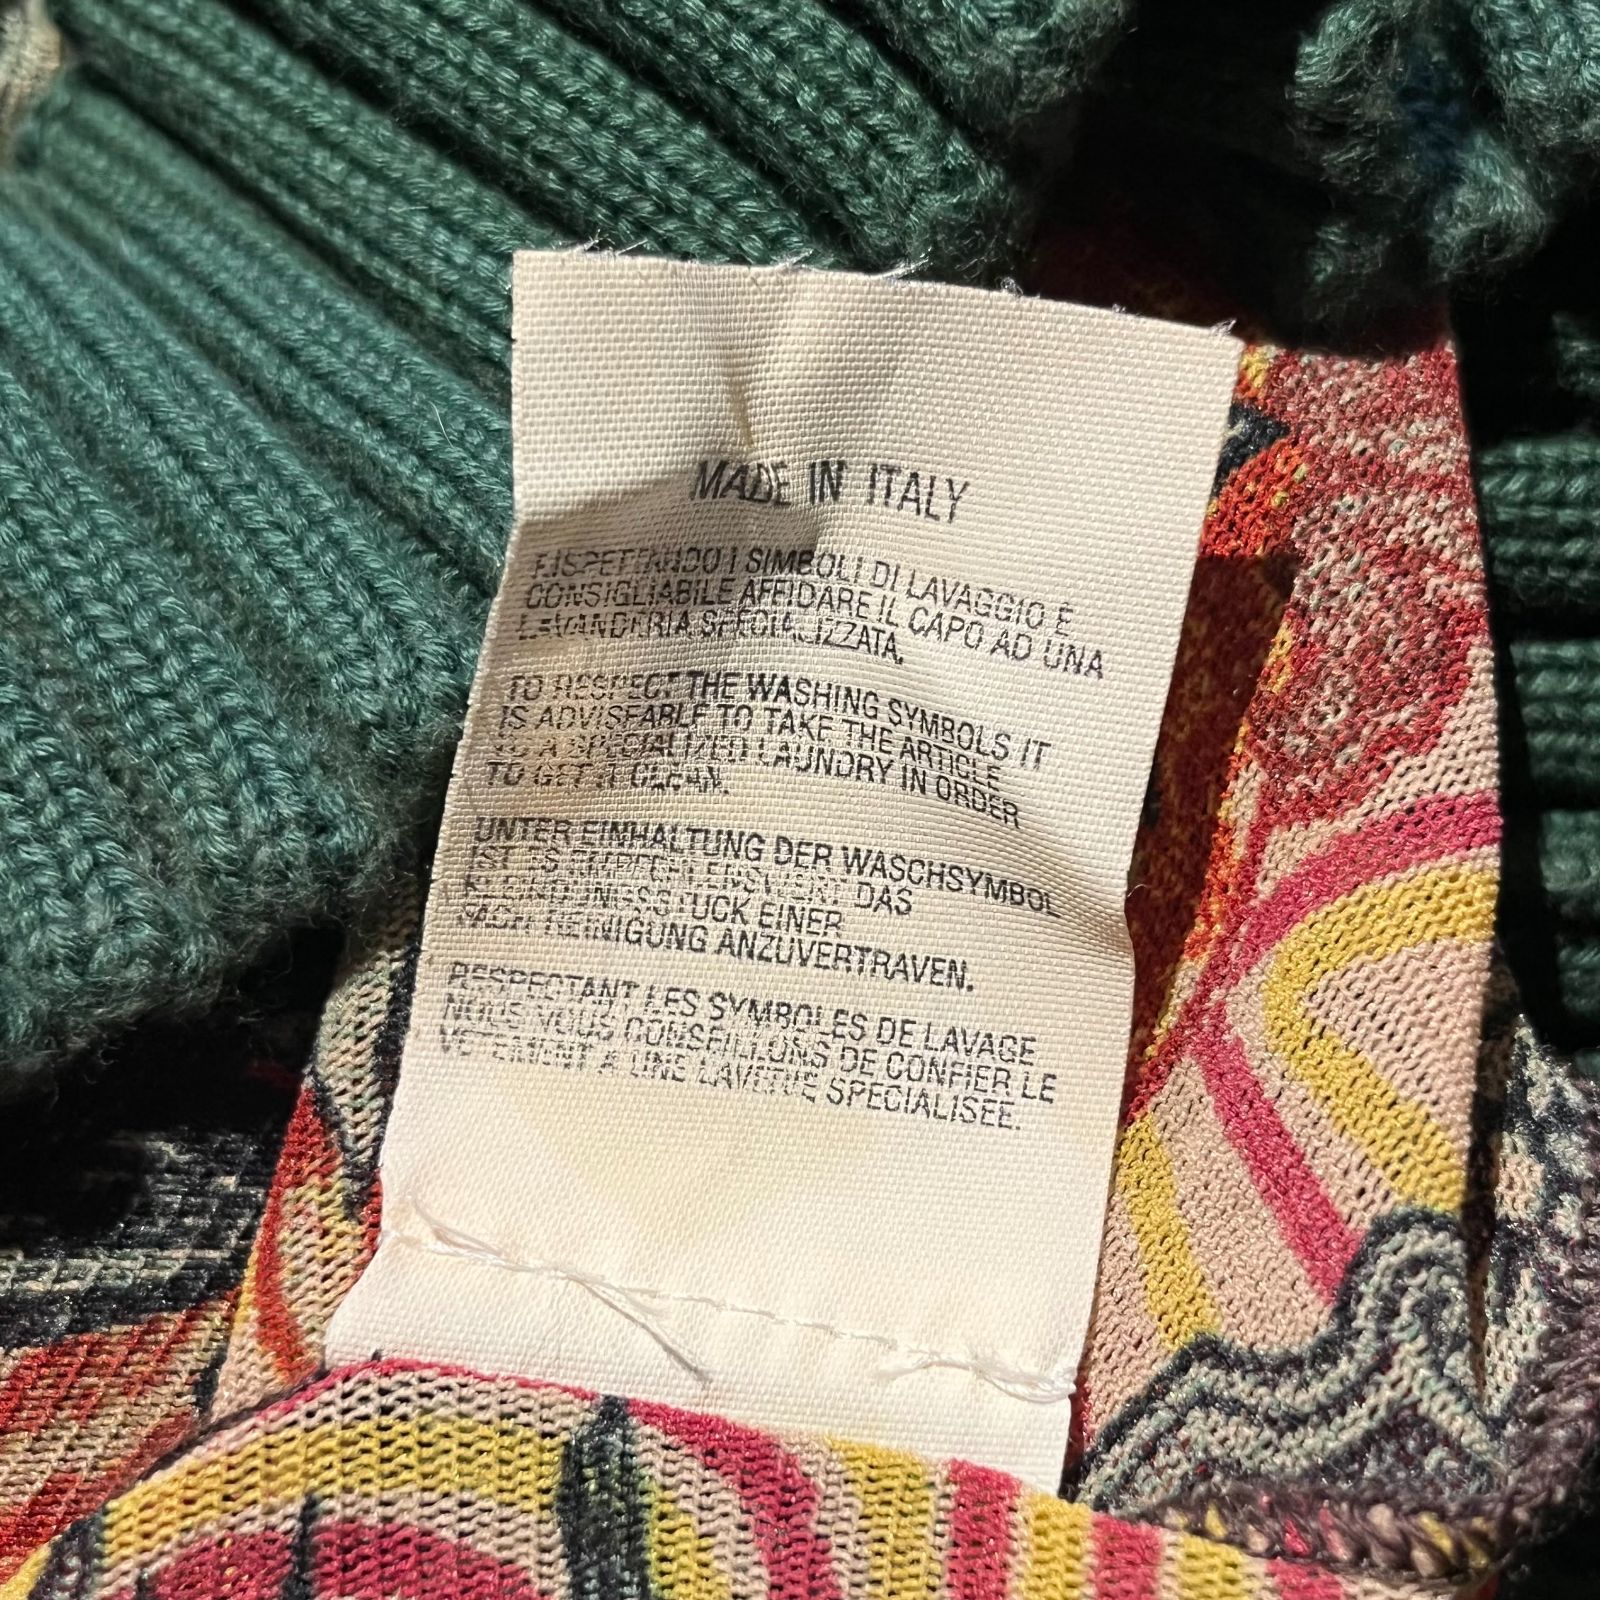 MADE IN ITALY
RISPETTANDO I SIMBOLI DI LAVAGGIO È
CONSIGLIABILE AFFIDARE IL CAPO AD UNA
LAVANDERIA SPECIALIZZATA.
TO RESPECT THE WASHING SYMBOLS IT
IS ADVISEABLE TO TAKE THE ARTICLE
TO A SPECIALIZED LAUNDRY IN ORDER
TO GET IT CLEAN.
UNTER EINHALTUNG DER WASCHSYMBOL
IST ES EMPFEHLENSWERT DAS
KLEIDUNGSSTUCK EINER
FACH REINIGUNG ANZUVERTRAVEN.
RESPECTANT LES SYMBOLES DE LAVAGE
NOUS VOUS CONSEILLONS DE CONFIER LE
VETEMENT A UNE LAVERIE SPECIALISEE.